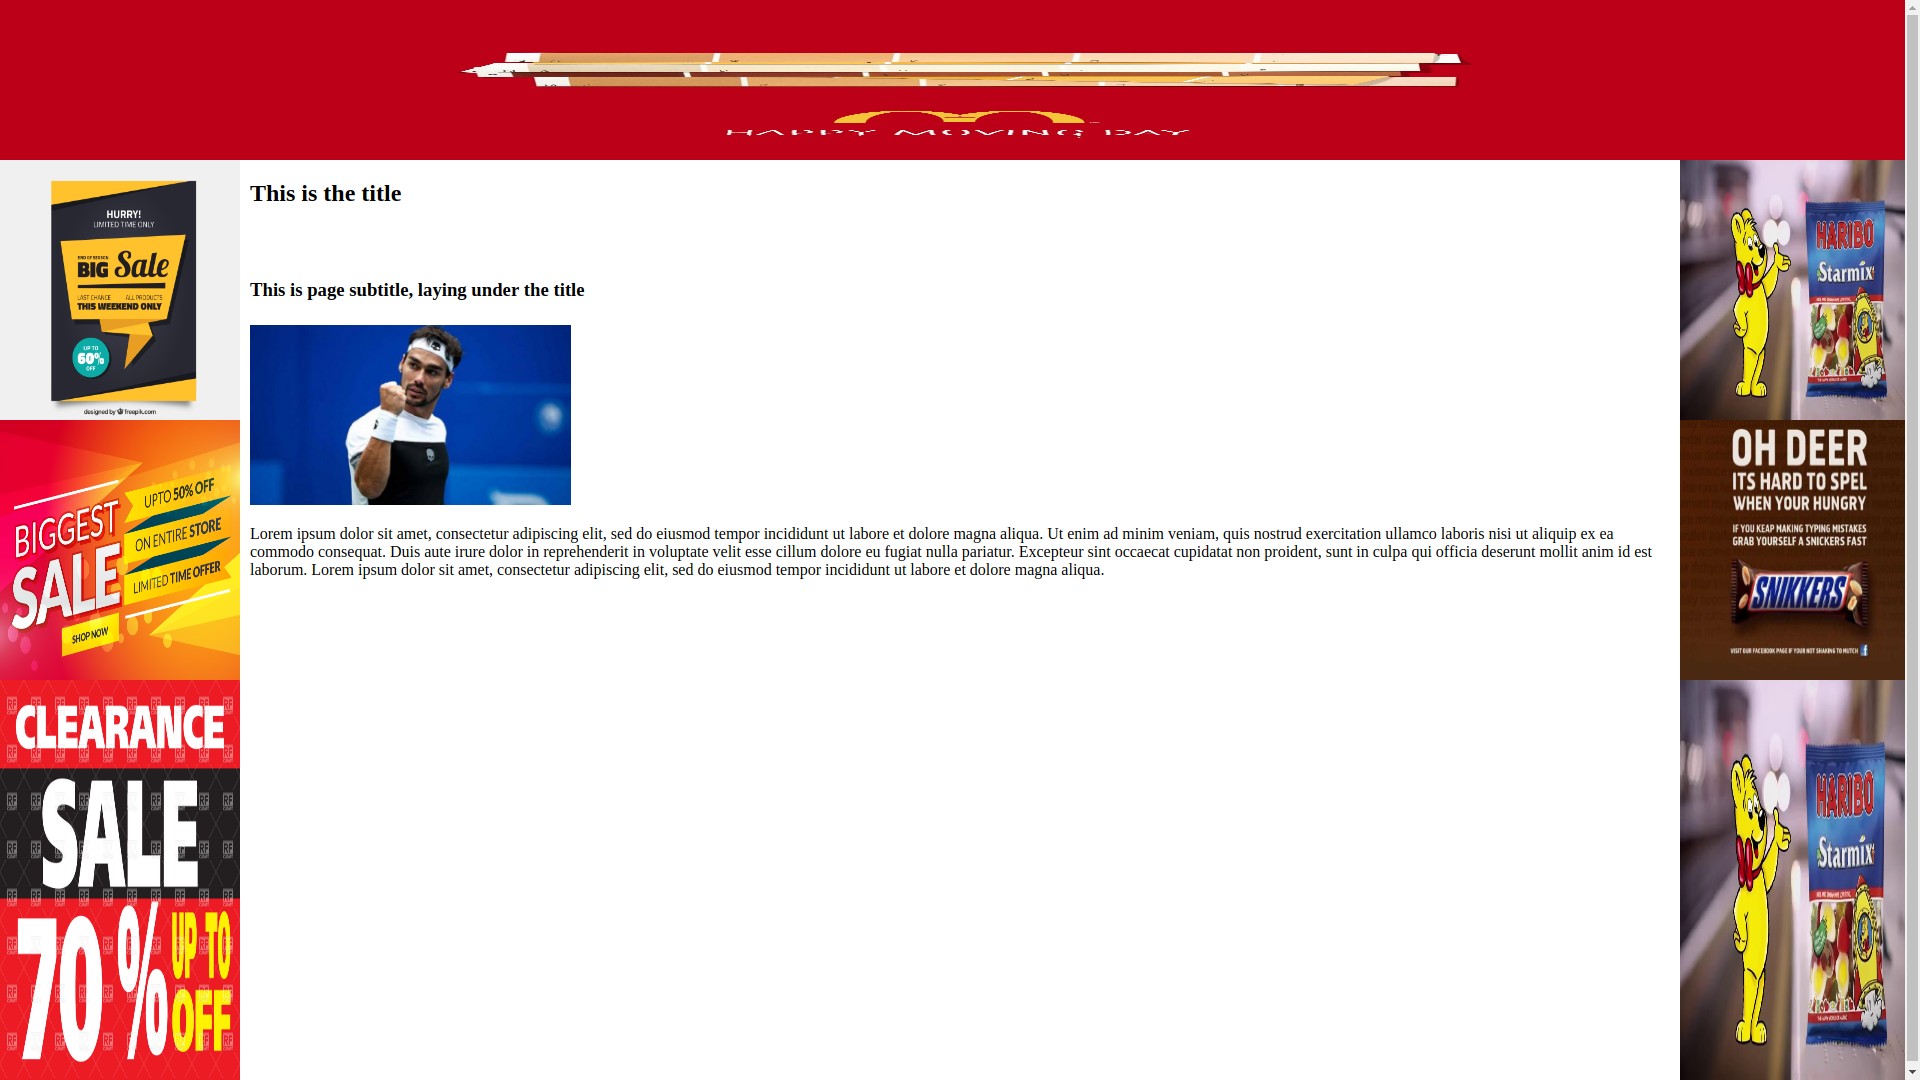 HAPPY MOVING DAY
HURRY!
LIMITED TIME ONLY
END OF SEASON
BIG Sale
LAST CHANCE ALL PRODUCTS
THIS WEEKEND ONLY
UP TO
60%
OFF
designed by freepik.com
BIGGEST
SALE
UPTO 50% OFF
ON ENTIRE STORE
LIMITED TIME OFFER
SHOP NOW
CLEARANCE
SALE
70% UP TO
OFF
This is the title
This is page subtitle, laying under the title
Lorem ipsum dolor sit amet, consectetur adipiscing elit, sed do eiusmod tempor incididunt ut labore et dolore magna aliqua. Ut enim ad minim veniam, quis nostrud exercitation ullamco laboris nisi ut aliquip ex ea
commodo consequat. Duis aute irure dolor in reprehenderit in voluptate velit esse cillum dolore eu fugiat nulla pariatur. Excepteur sint occaecat cupidatat non proident, sunt in culpa qui officia deserunt mollit anim id est
laborum. Lorem ipsum dolor sit amet, consectetur adipiscing elit, sed do eiusmod tempor incididunt ut labore et dolore magna aliqua.
HARIBO
Starmix
OH DEER
ITS HARD TO SPEL
WHEN YOUR HUNGRY
IF YOU KEAP MAKING TYPING MISTAKES
GRAB YOURSELF A SNICKERS FAST
SNIKKERS
VISIT OUR FACEBOOK PAGE IF YOUR NOT SHAKING TO MUTCH
HARIBO
Starmix